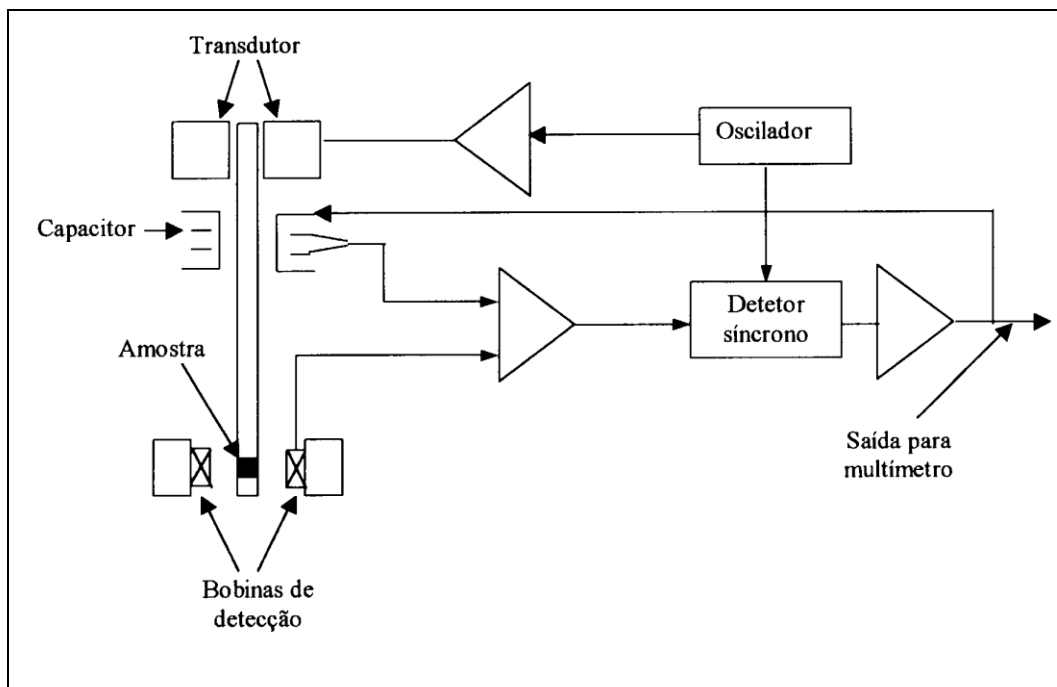 Transdutor
Oscilador
Capacitor
Detetor
síncrono
Amostra
Saída para
multímetro
Bobinas de
detecção